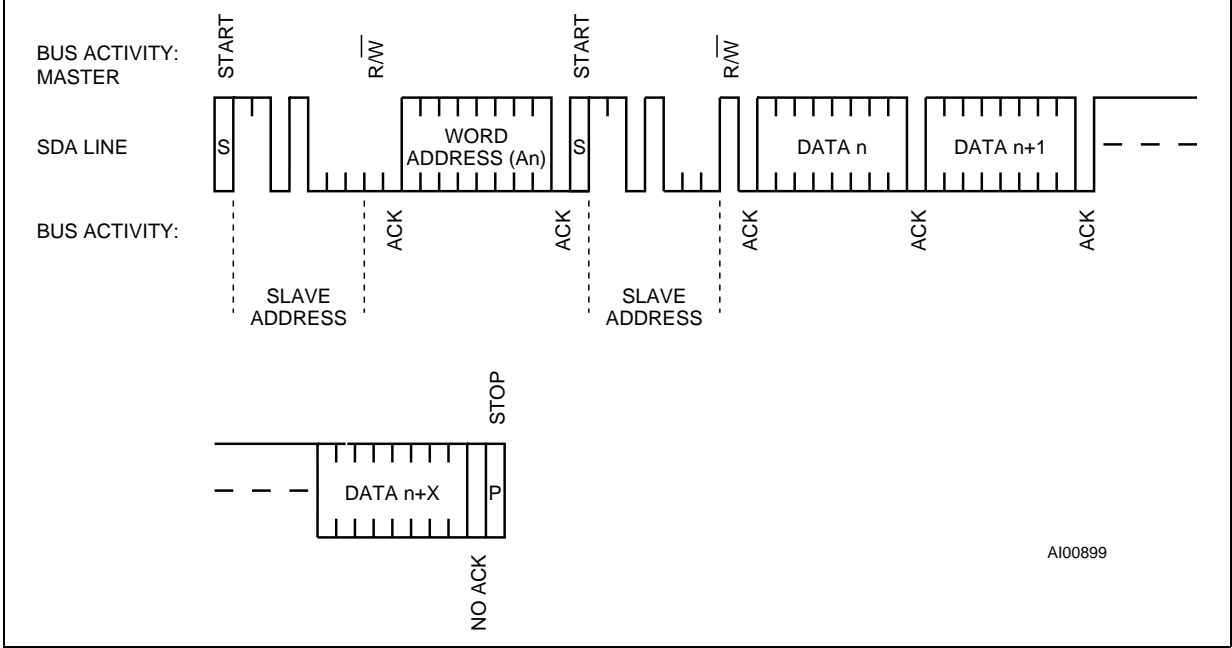 START
R/W
START
R/W
BUS ACTIVITY:
MASTER
SDA LINE
S
WORD
ADDRESS (An)
S
DATA n
DATA n+1
BUS ACTIVITY:
ACK
ACK
ACK
ACK
ACK
SLAVE
ADDRESS
SLAVE
ADDRESS
STOP
DATA n+X
P
NO ACK
AI00899